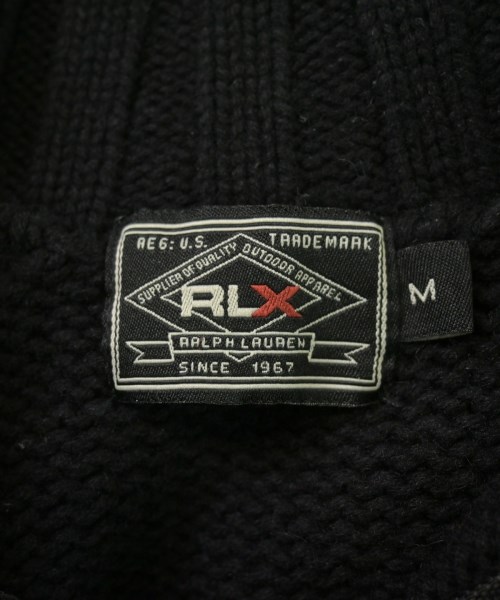 REG: U.S. TRADEMARK
SUPPLIER OF QUALITY OUTDOOR APPAREL
RLX
RALPH LAUREN
SINCE 1967
M